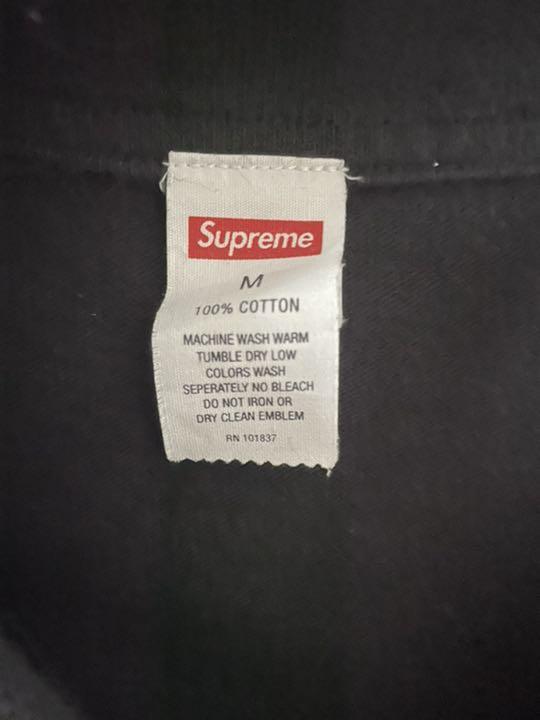 Supreme
M
100% COTTON
MACHINE WASH WARM
TUMBLE DRY LOW
COLORS WASH
SEPERATELY NO BLEACH
DO NOT IRON OR
DRY CLEAN EMBLEM
RN 101837